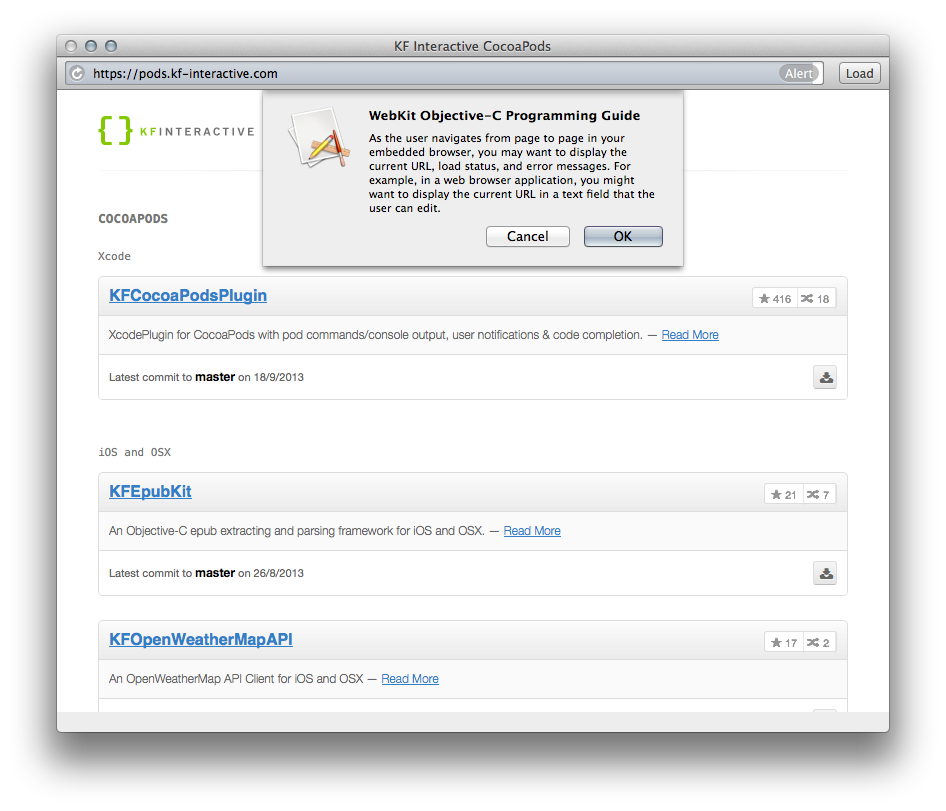 KF Interactive CocoaPods
https://pods.kf-interactive.com
Alert
Load
KFINTERACTIVE
WebKit Objective-C Programming Guide
As the user navigates from page to page in your
embedded browser, you may want to display the
current URL, load status, and error messages. For
example, in a web browser application, you might
want to display the current URL in a text field that the
user can edit.
Cancel
OK
COCOAPODS
Xcode
KFCocoaPodsPlugin
416
18
XcodePlugin for CocoaPods with pod commands/console output, user notifications & code completion. — Read More
Latest commit to master on 18/9/2013
iOS and OSX
KFEpubKit
21
7
An Objective-C epub extracting and parsing framework for iOS and OSX. — Read More
Latest commit to master on 26/8/2013
KFOpenWeatherMapAPI
17
2
An OpenWeatherMap API Client for iOS and OSX — Read More